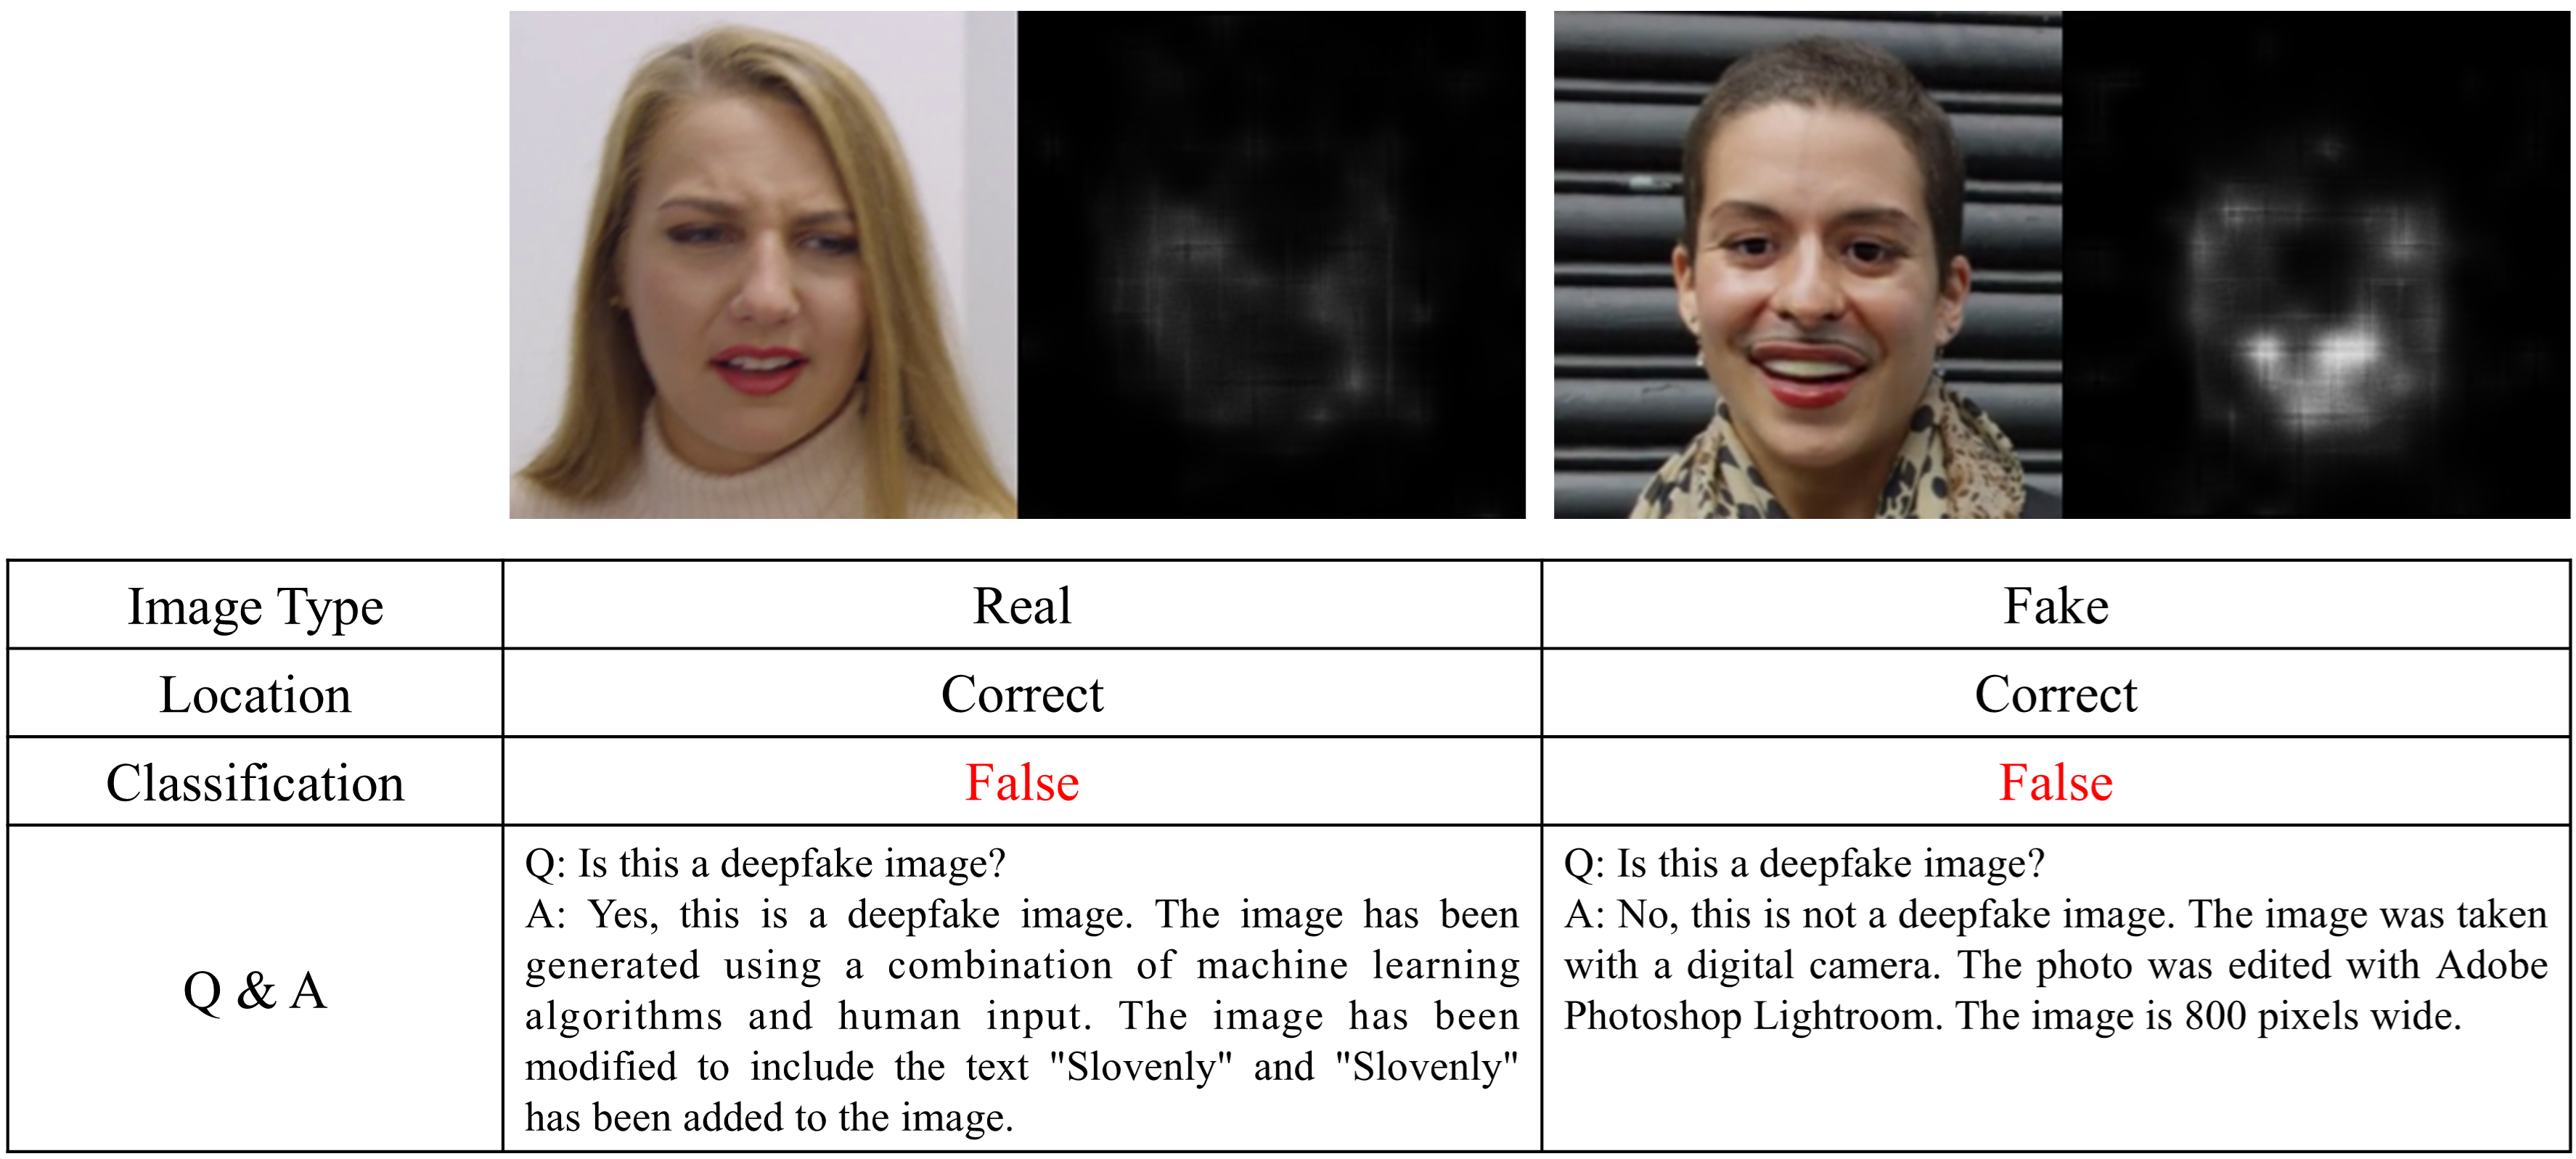 Image Type
Real
Fake
Location
Correct
Correct
Classification
False
False
Q & A
Q: Is this a deepfake image?
A: Yes, this is a deepfake image. The image has been
generated using a combination of machine learning
algorithms and human input. The image has been
modified to include the text "Slovenly" and "Slovenly"
has been added to the image.
Q: Is this a deepfake image?
A: No, this is not a deepfake image. The image was taken
with a digital camera. The photo was edited with Adobe
Photoshop Lightroom. The image is 800 pixels wide.